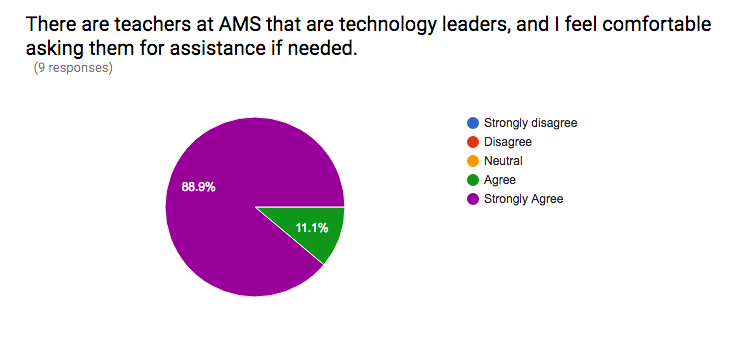 There are teachers at AMS that are technology leaders, and I feel comfortable
asking them for assistance if needed.
(9 responses)
88.9%
11.1%
Strongly disagree
Disagree
Neutral
Agree
Strongly Agree